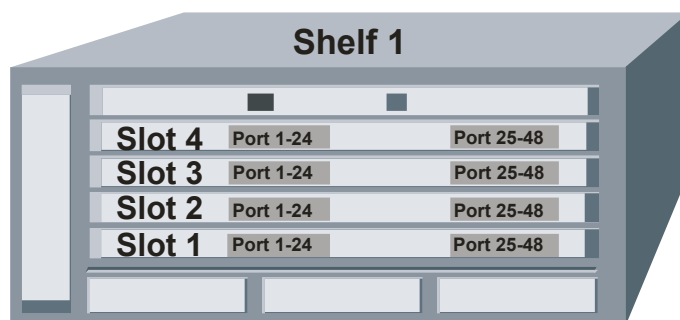 Shelf 1
Slot 4 Port 1-24 Port 25-48
Slot 3 Port 1-24 Port 25-48
Slot 2 Port 1-24 Port 25-48
Slot 1 Port 1-24 Port 25-48